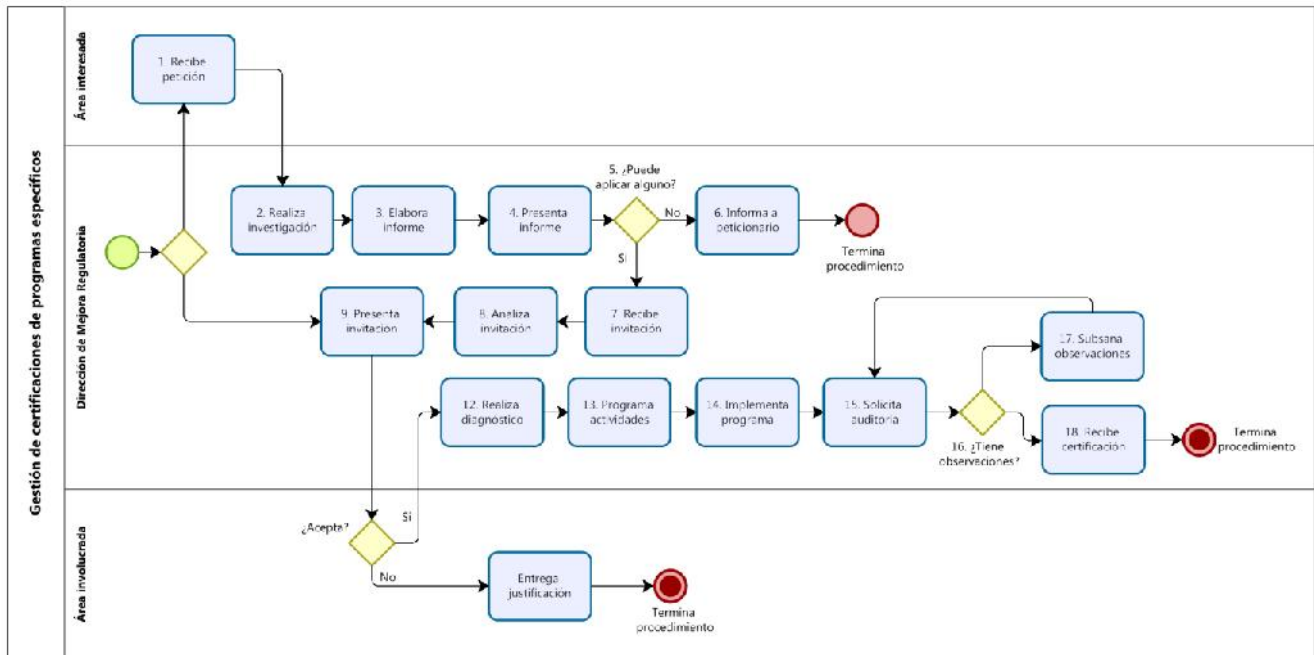 Gestión de certificaciones de programas específicos
Área interesada
1. Recibe
petición
Dirección de Mejora Regulatoria
2. Realiza
investigación
3. Elabora
informe
4. Presenta
informe
5. ¿Puede
aplicar alguno?
No
Si
6. Informa a
peticionario
Termina
procedimiento
7. Recibe
invitación
8. Analiza
invitación
9. Presenta
invitacion
12. Realiza
diagnóstico
13. Programa
actividades
14. Implementa
programa
15. Solicita
auditoria
16. ¿Tiene
observaciones?
17. Subsana
observaciones
18. Recibe
certificación
Termina
procedimiento
Área involucrada
¿Acepta?
Si
No
Entrega
justificación
Termina
procedimiento